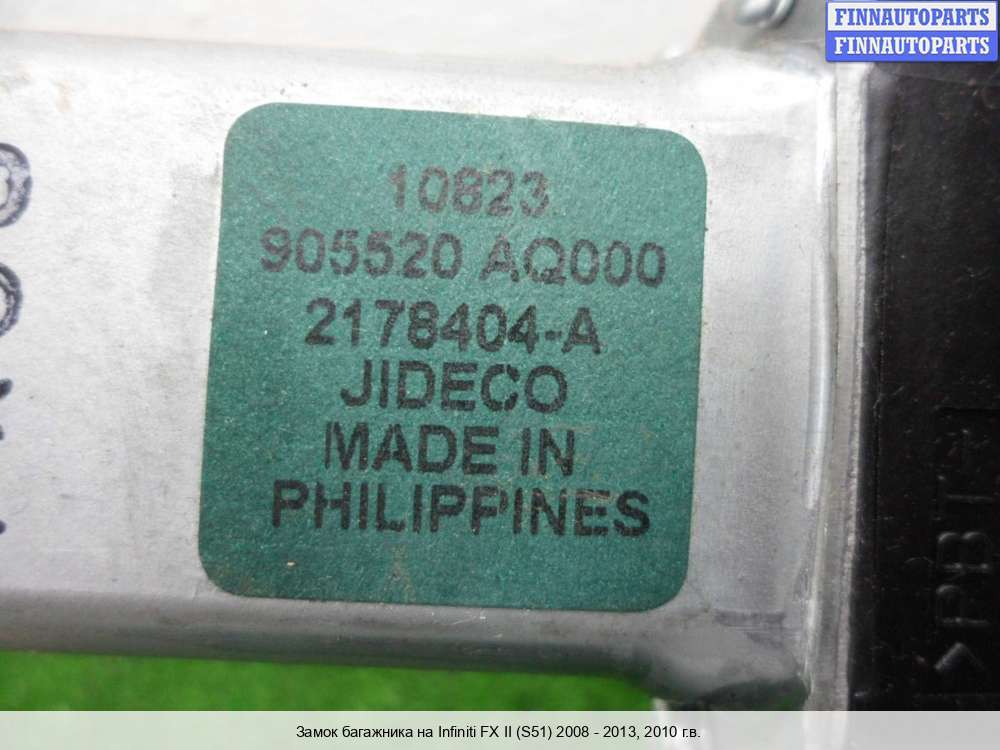 FINNAUTOPARTS
FINNAUTOPARTS
10823
905520 AQ000
2178404-A
JIDECO
MADE IN
PHILIPPINES
>PBT-I
Замок багажника на Infiniti FX II (S51) 2008 - 2013, 2010 г.в.